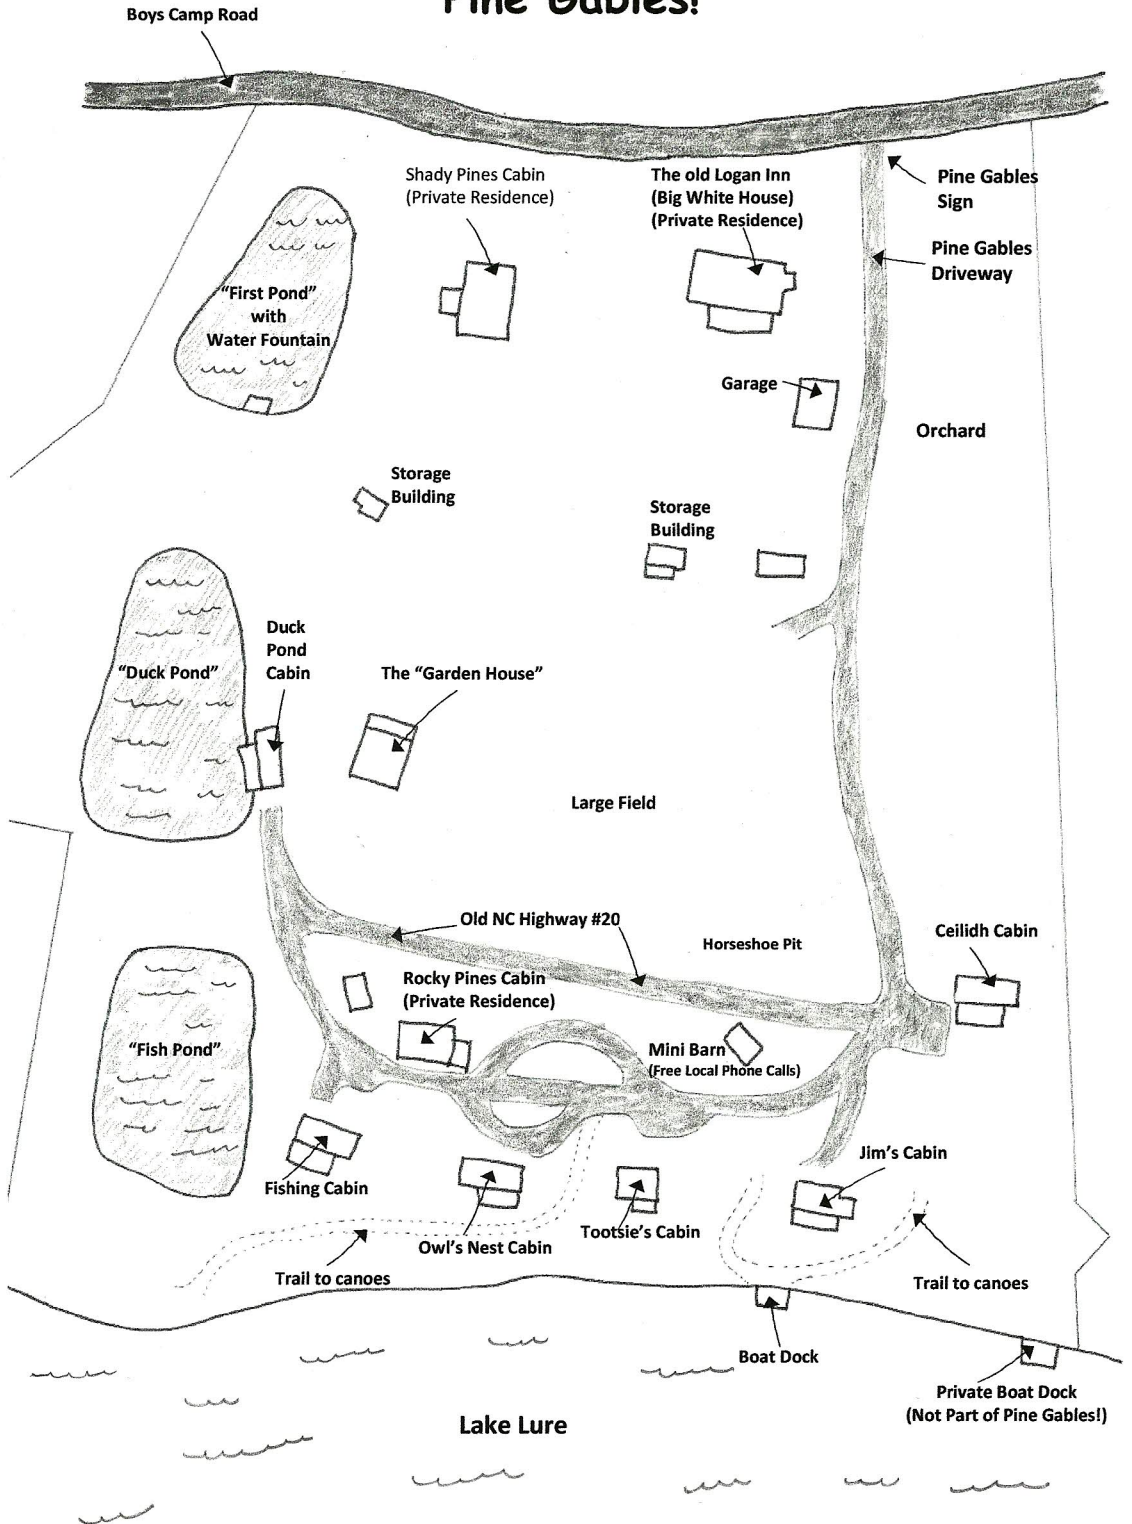 Pine Gables!
Boys Camp Road
Shady Pines Cabin
(Private Residence)
The old Logan Inn
(Big White House)
(Private Residence)
Pine Gables
Sign
Pine Gables
Driveway
"First Pond"
with
Water Fountain
Garage
Orchard
Storage
Building
Storage
Building
Duck
Pond
Cabin
"Duck Pond"
The "Garden House"
Large Field
Old NC Highway #20
Horseshoe Pit
Ceilidh Cabin
Rocky Pines Cabin
(Private Residence)
"Fish Pond"
Mini Barn
(Free Local Phone Calls)
Jim's Cabin
Fishing Cabin
Tootsie's Cabin
Owl's Nest Cabin
Trail to canoes
Trail to canoes
Boat Dock
Private Boat Dock
(Not Part of Pine Gables!)
Lake Lure